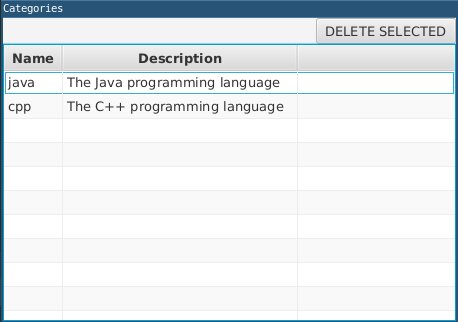 Categories
DELETE SELECTED
Name Description
java The Java programming language
cpp The C++ programming language